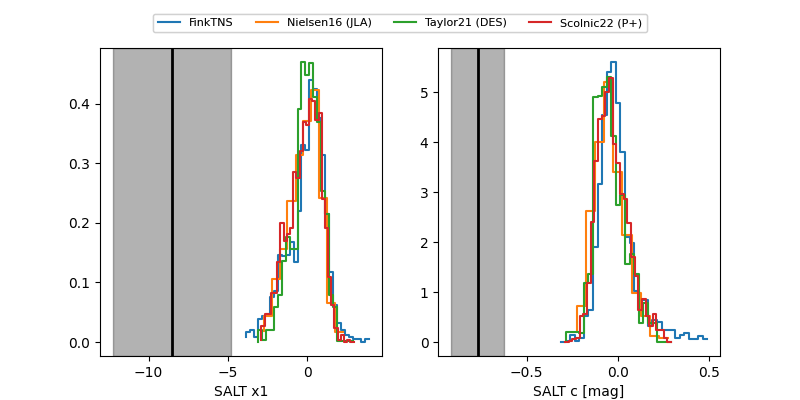 FinkTNS Nielsen16 (JLA) Taylor21 (DES) Scolnic22 (P+)
0.4
0.3
0.2
0.1
0.0
−10 −5 0
SALT x1
5
4
3
2
1
0
−0.5 0.0 0.5
SALT c [mag]